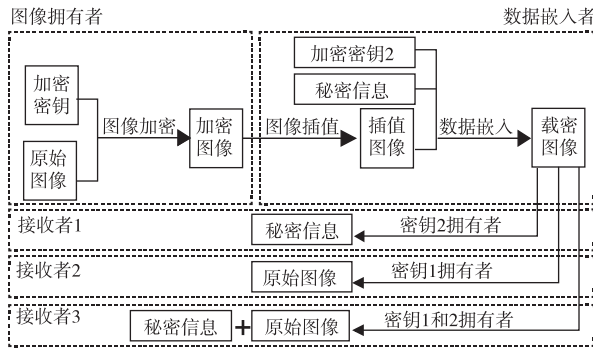 图像拥有者
数据嵌入者
加密密钥2
秘密信息
加密
密钥
图像加密
加密
图像
图像插值
插值
图像
数据嵌入
载密
图像
原始
图像
接收者1
秘密信息
密钥2拥有者
接收者2
原始图像
密钥1拥有者
接收者3
秘密信息
+
原始图像
密钥1和2拥有者